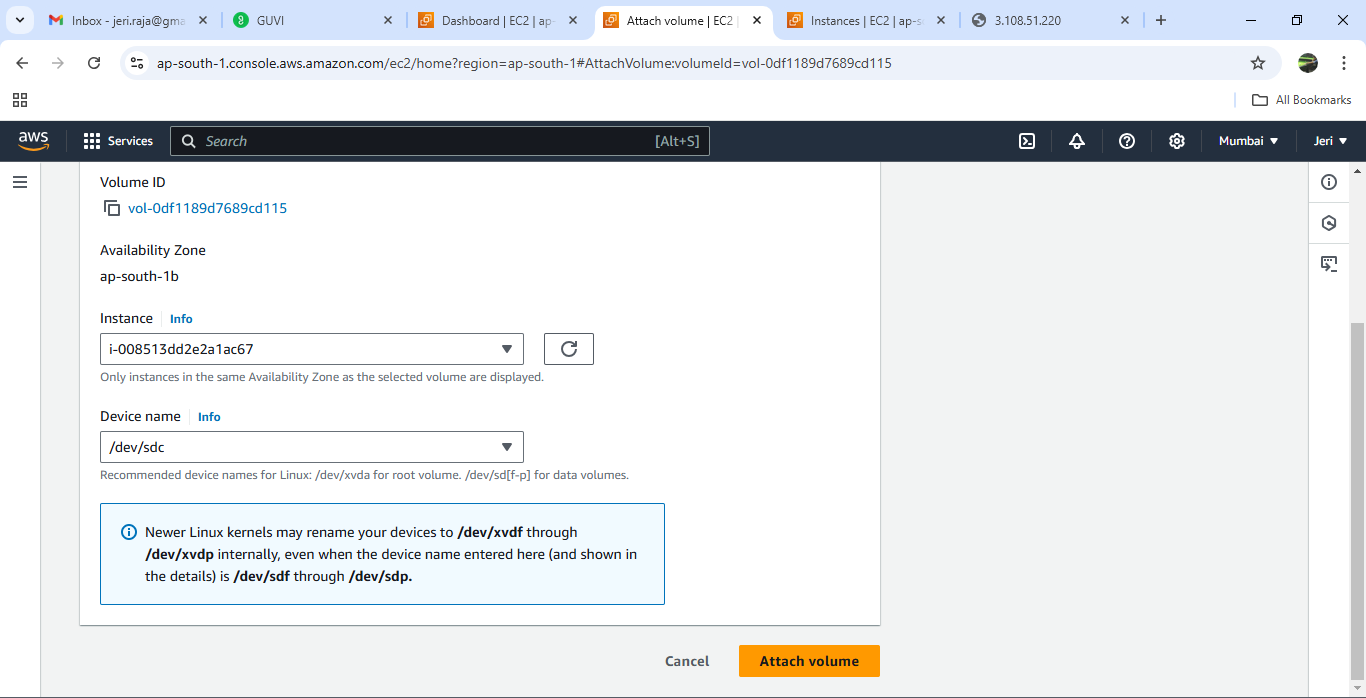 Inbox - jeri.raja@gma
GUVI
Dashboard | EC2 | ap-
Attach volume | EC2 |
Instances | EC2 | ap-s
3.108.51.220
ap-south-1.console.aws.amazon.com/ec2/home?region=ap-south-1#AttachVolume:volumeId=vol-0df1189d7689cd115
All Bookmarks
aws
Services
Search
[Alt+S]
Mumbai
Jeri
Volume ID
vol-0df1189d7689cd115
Availability Zone
ap-south-1b
Instance
Info
i-008513dd2e2a1ac67
Only instances in the same Availability Zone as the selected volume are displayed.
Device name
Info
/dev/sdc
Recommended device names for Linux: /dev/xvda for root volume. /dev/sd[f-p] for data volumes.
Newer Linux kernels may rename your devices to /dev/xvdf through
/dev/xvdp internally, even when the device name entered here (and shown in
the details) is /dev/sdf through /dev/sdp.
Cancel
Attach volume